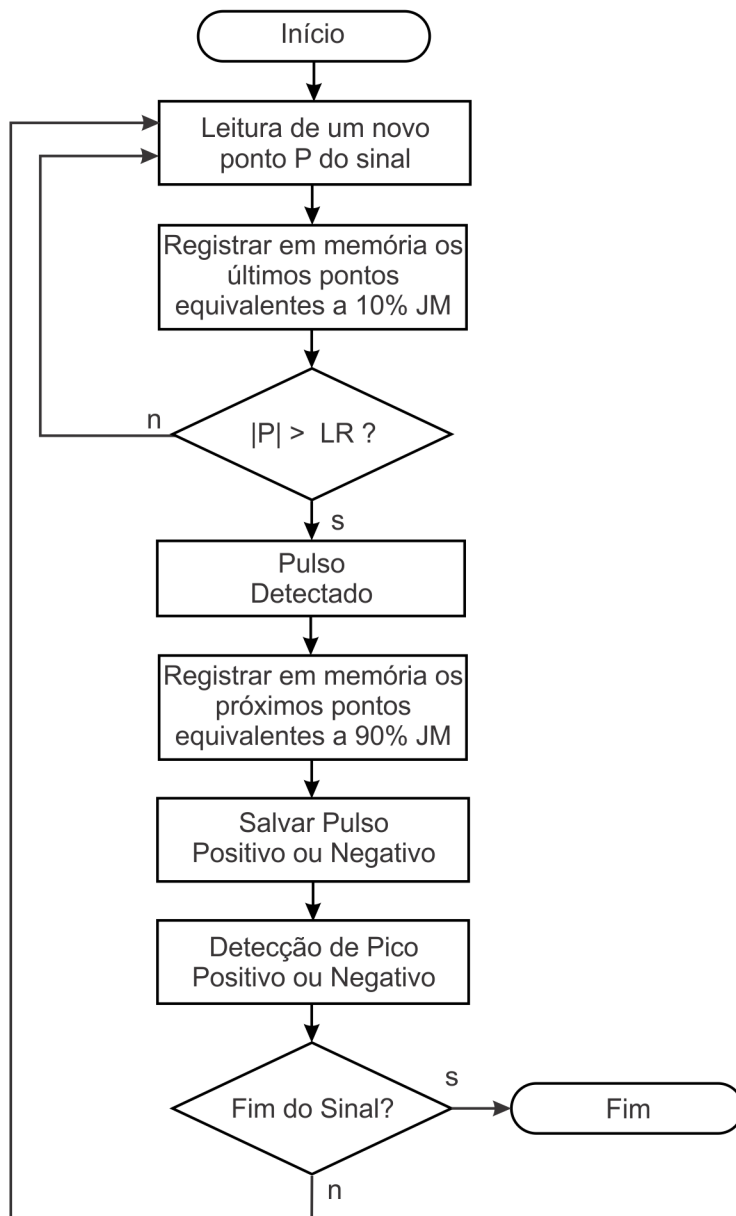 Início
Leitura de um novo
ponto P do sinal
Registrar em memória os
últimos pontos
equivalentes a 10% JM
|P| > LR ?
n
s
Pulso
Detectado
Registrar em memória os
próximos pontos
equivalentes a 90% JM
Salvar Pulso
Positivo ou Negativo
Detecção de Pico
Positivo ou Negativo
Fim do Sinal?
s
Fim
n